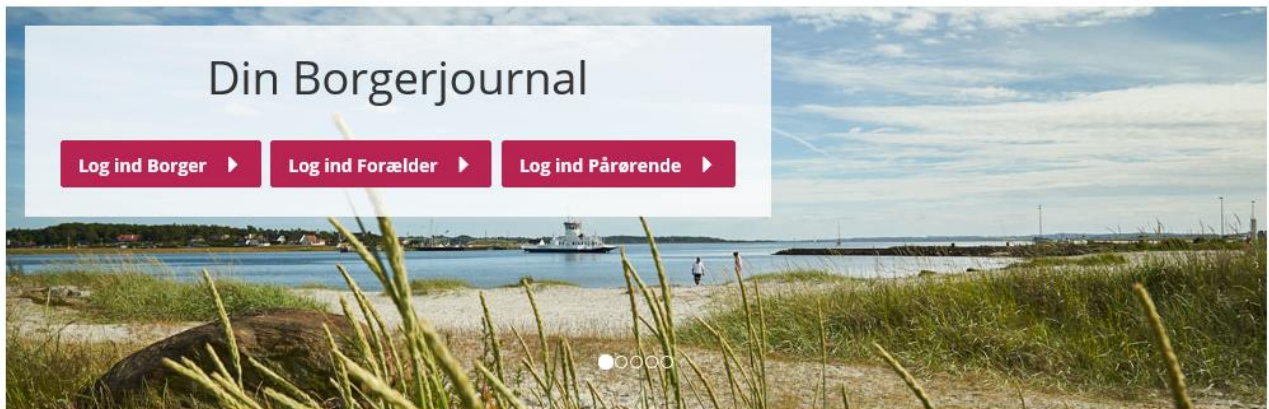 Din Borgerjournal
Log ind Borger
Log ind Forælder
Log ind Pårørende